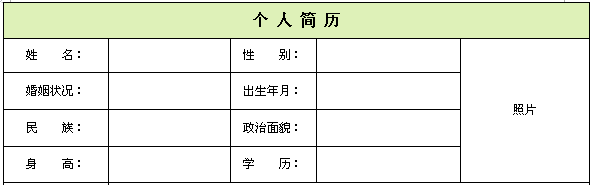 个 人 简 历
姓 名： 性 别：
婚姻状况： 出生年月：
照片
民 族： 政治面貌：
身 高： 学 历：